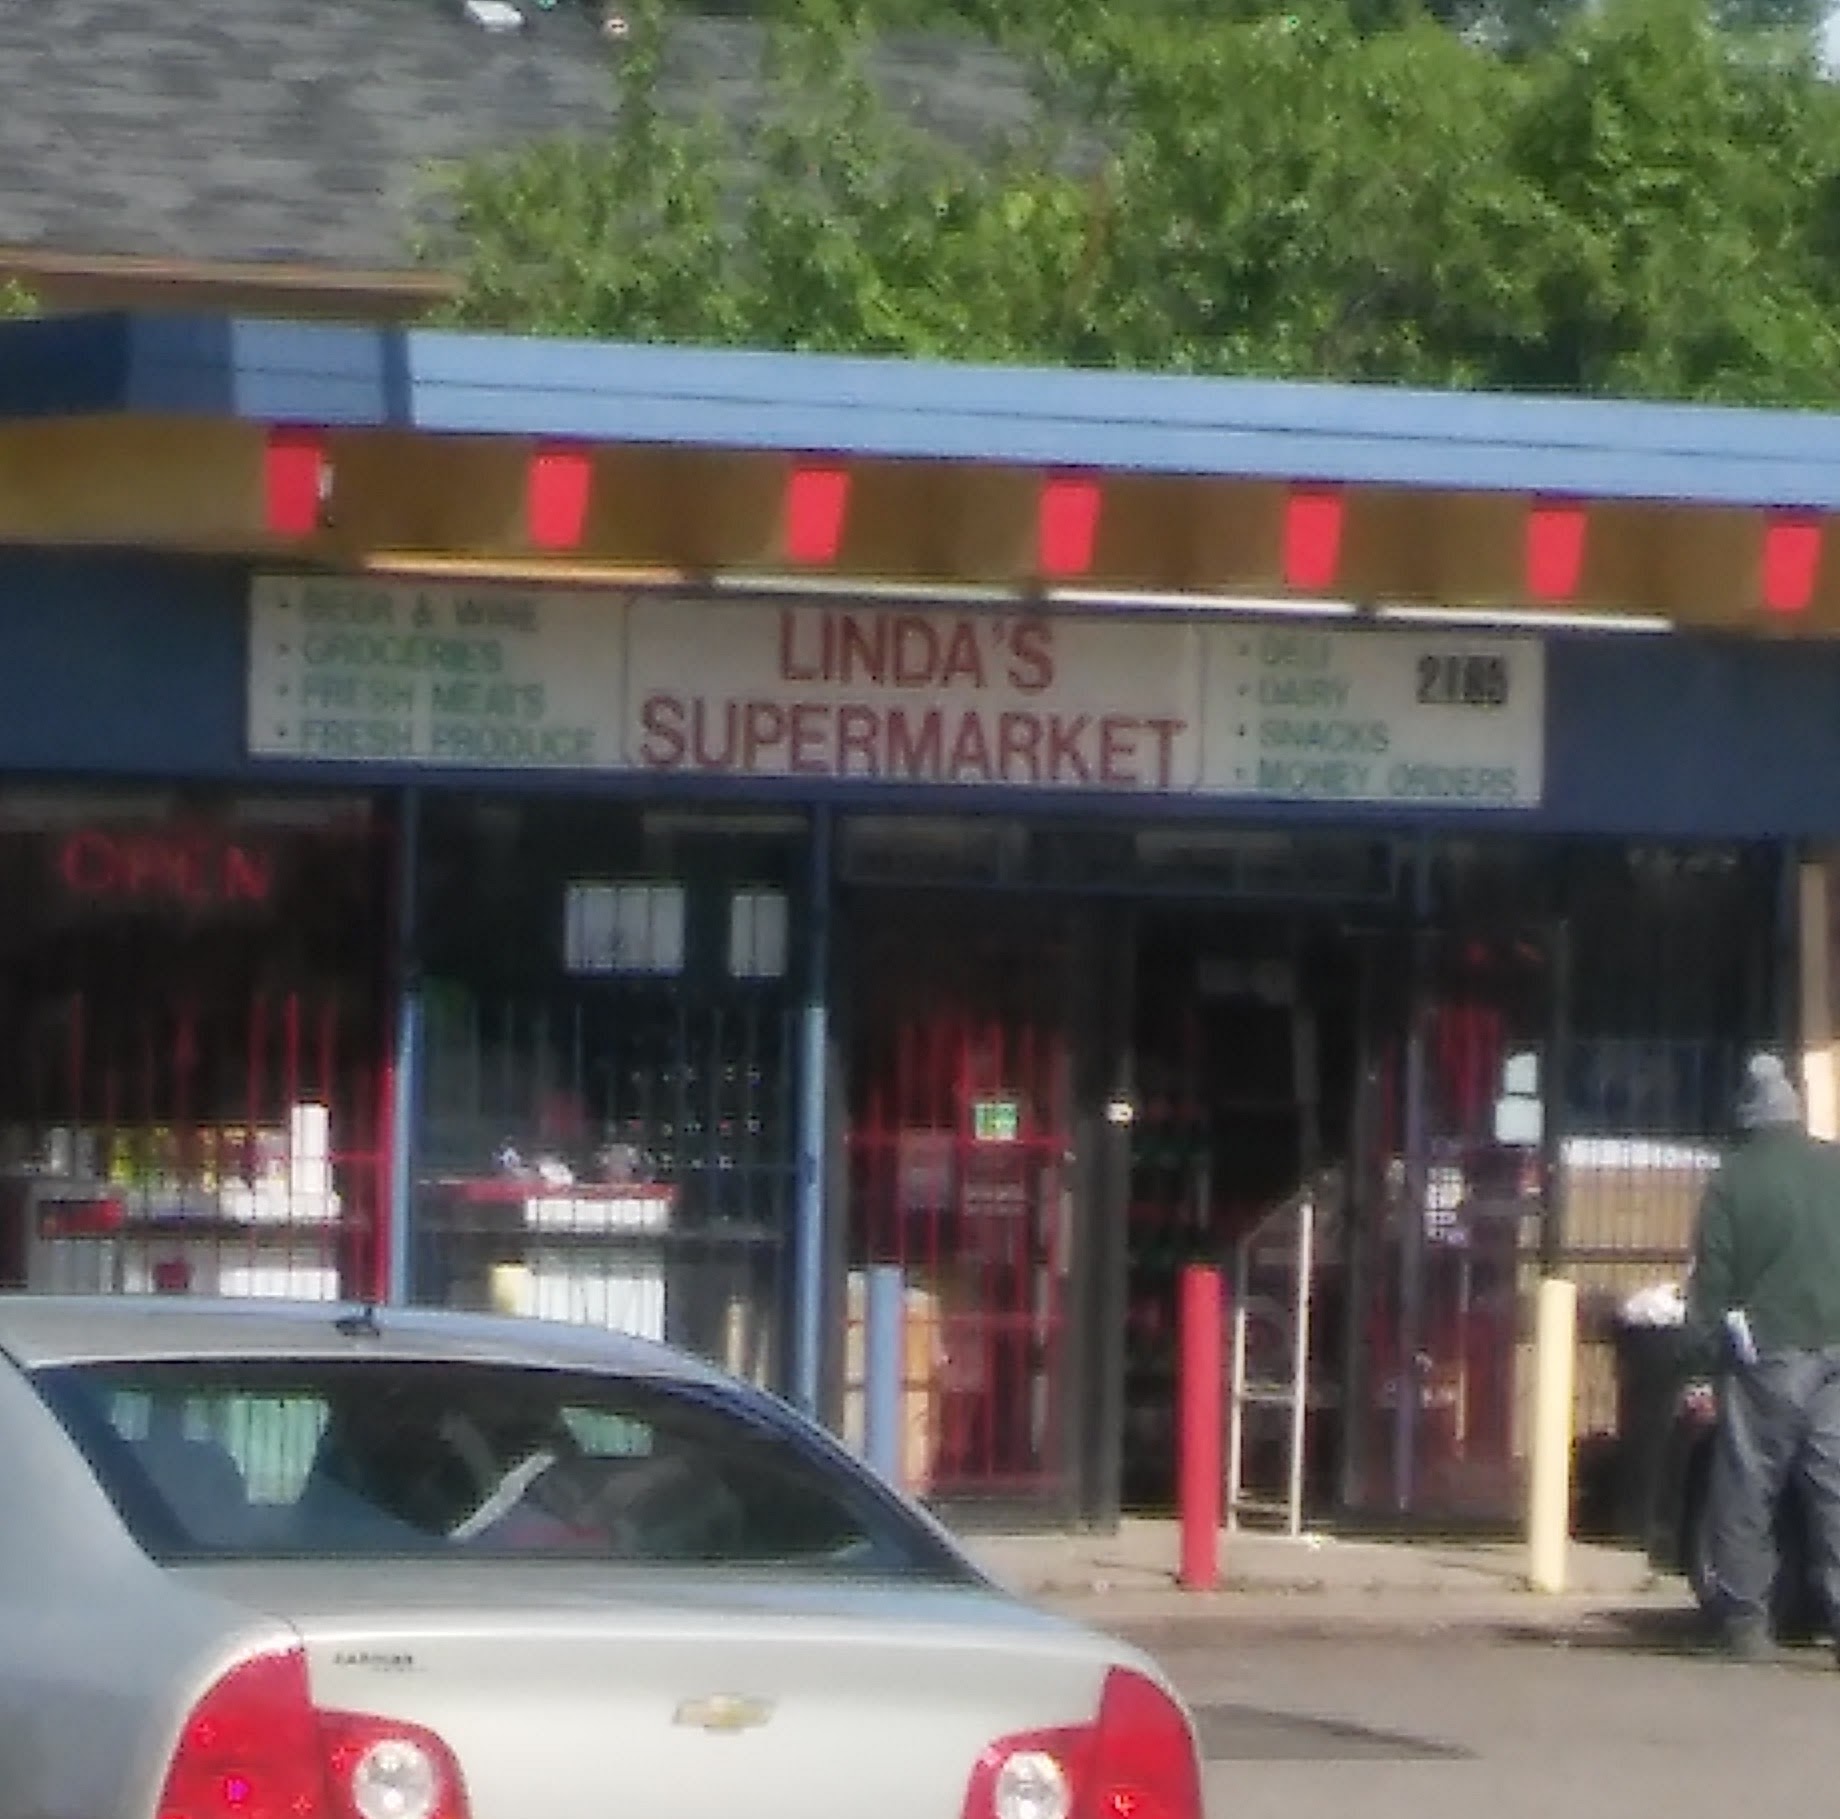 • BEER & WINE
• GROCERIES
• FRESH MEATS
• FRESH PRODUCE
LINDA'S
SUPERMARKET
• DELI
• DAIRY
• SNACKS
• MONEY ORDERS
OPEN